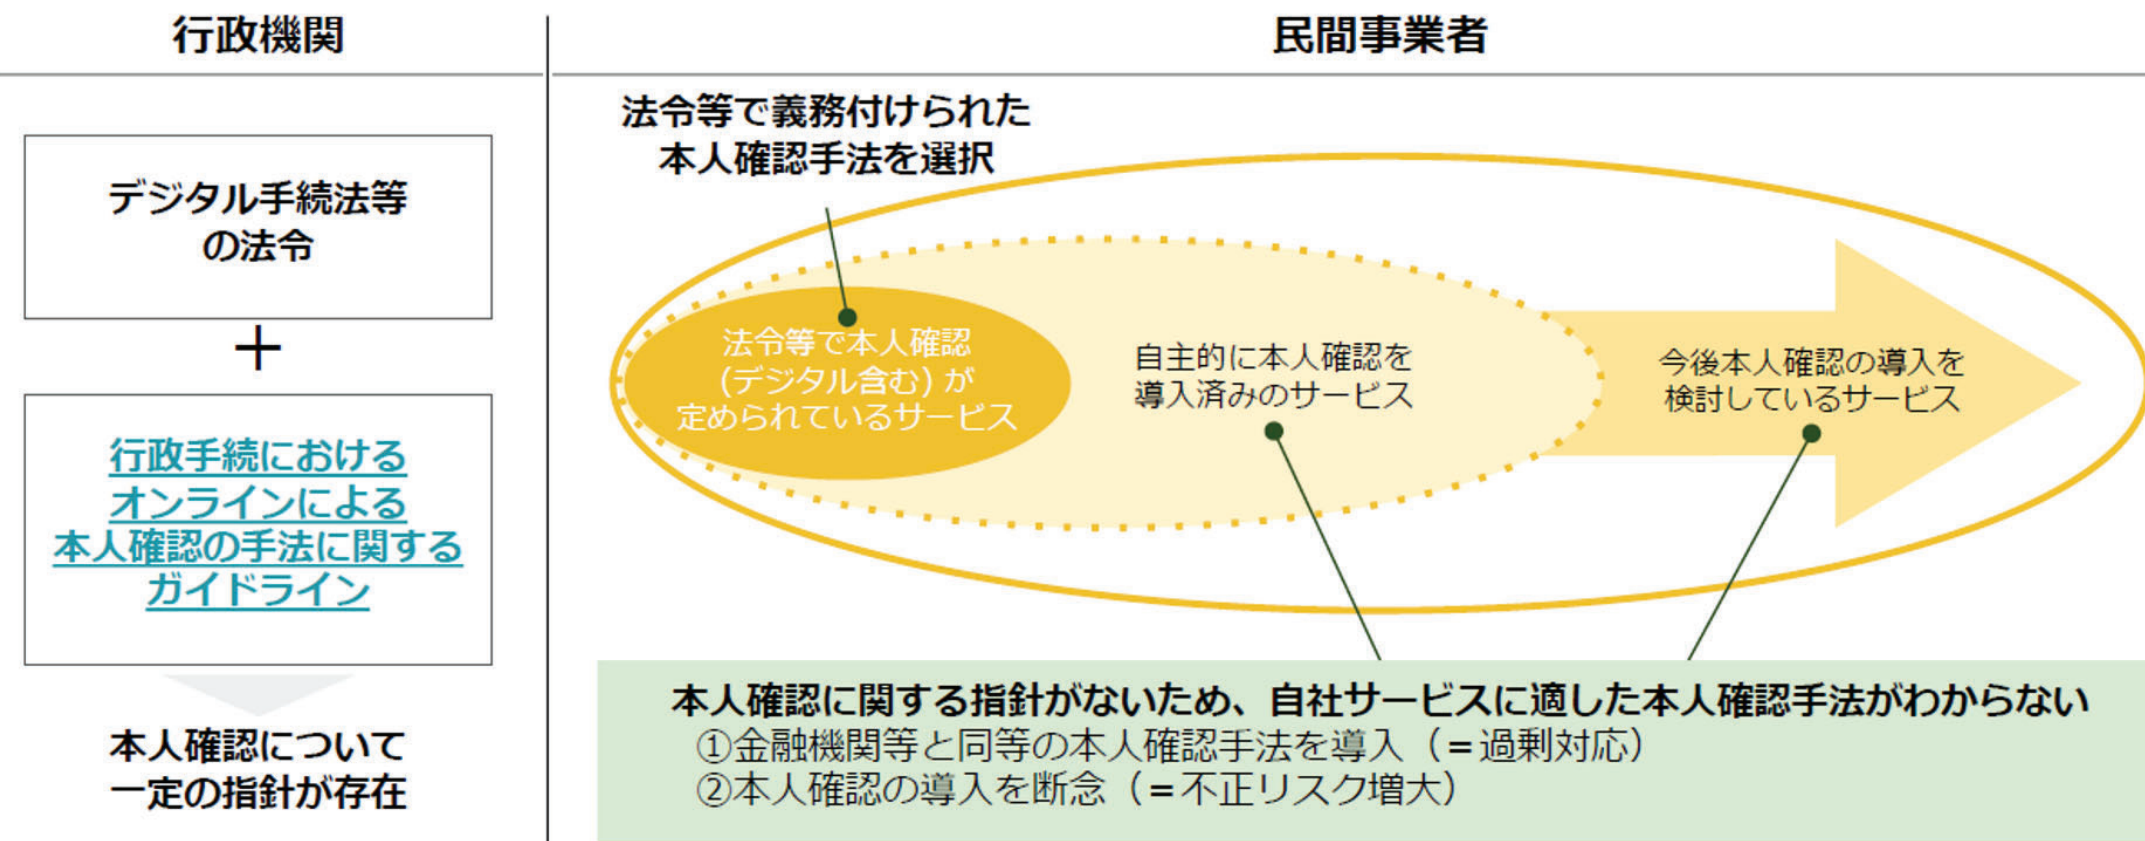 行政機関
デジタル手続法等
の法令
＋
行政手続における
オンラインによる
本人確認の手法に関する
ガイドライン
本人確認について
一定の指針が存在
民間事業者
法令等で義務付けられた
本人確認手法を選択
法令等で本人確認
(デジタル含む) が
定められているサービス
自主的に本人確認を
導入済みのサービス
今後本人確認の導入を
検討しているサービス
本人確認に関する指針がないため、自社サービスに適した本人確認手法がわからない
①金融機関等と同等の本人確認手法を導入（=過剰対応）
②本人確認の導入を断念（=不正リスク増大）